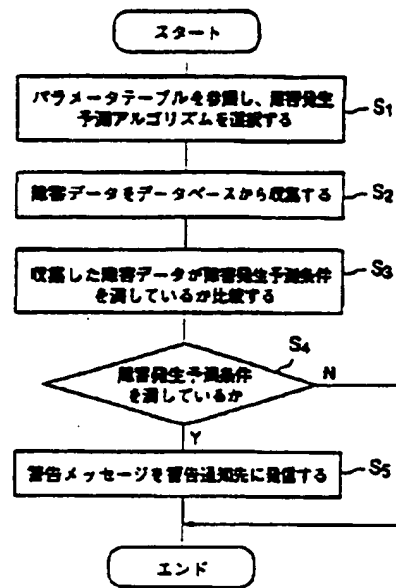 スタート
パラメータテーブルを参照し、障害発生
予測アルゴリズムを選択する
S1
障害データをデータベースから収集する
S2
収集した障害データが障害発生予測条件
を満しているか比較する
S3
S4
障害発生予測条件
を満しているか
N
Y
警告メッセージを警告通知先に発信する
S5
エンド